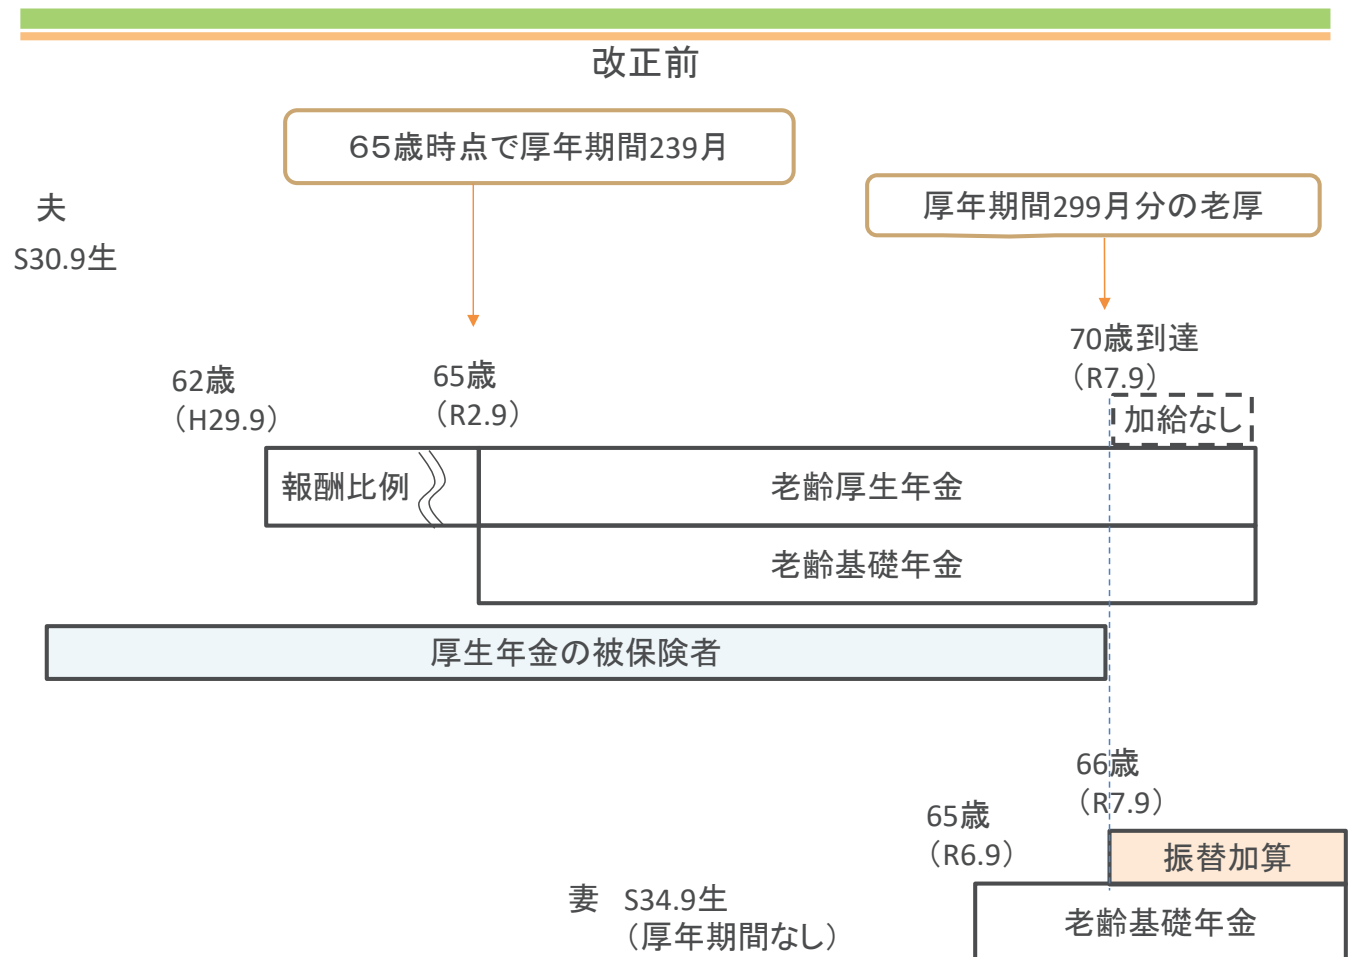 改正前
６５歳時点で厚年期間239月
厚年期間299月分の老厚
夫
S30.9生
70歳到達
（R7.9）
62歳
（H29.9）
65歳
（R2.9）
加給なし
報酬比例
老齢厚生年金
老齢基礎年金
厚生年金の被保険者
66歳
（R7.9）
65歳
（R6.9）
振替加算
妻 S34.9生
（厚年期間なし）
老齢基礎年金